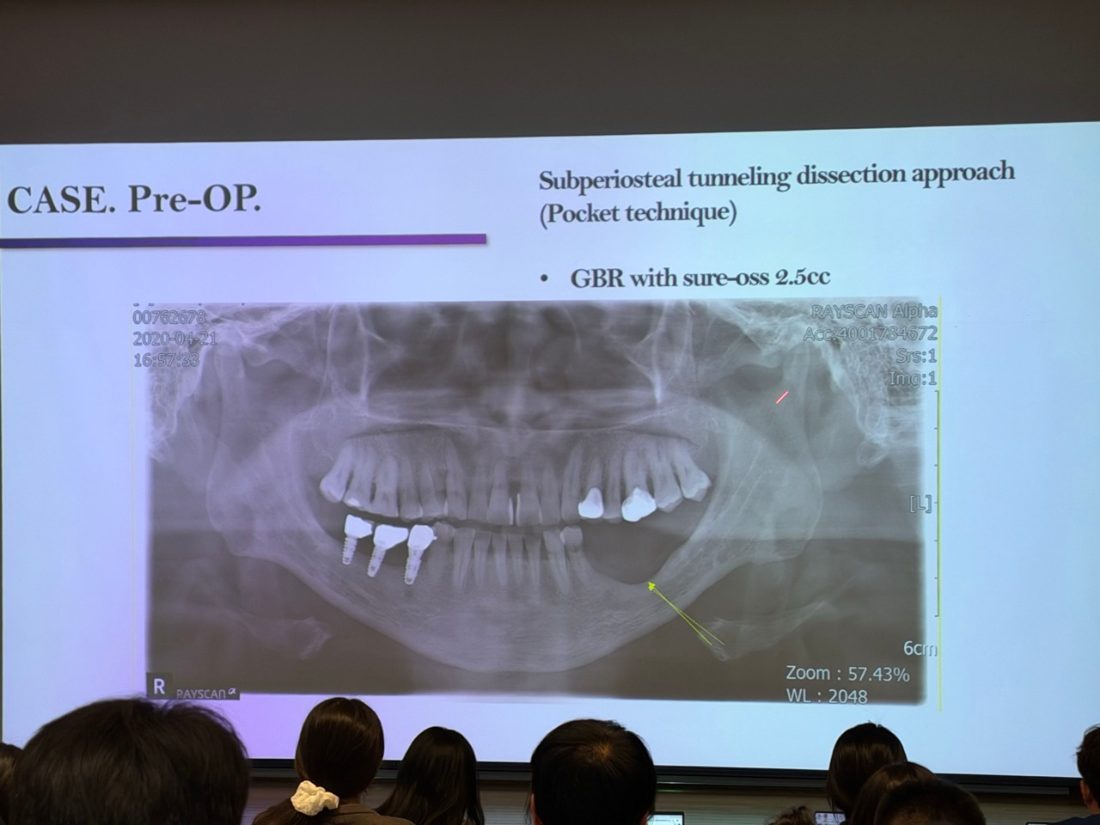 CASE. Pre-OP.
Subperiosteal tunneling dissection approach
(Pocket technique)
• GBR with sure-oss 2.5cc
00762678
2020-04-21
16:57:33
RAYSCAN Alpha
Srs:1
Img:1
[L]
6cm
Zoom : 57.43%
WL : 2048
R
RAYSCAN α